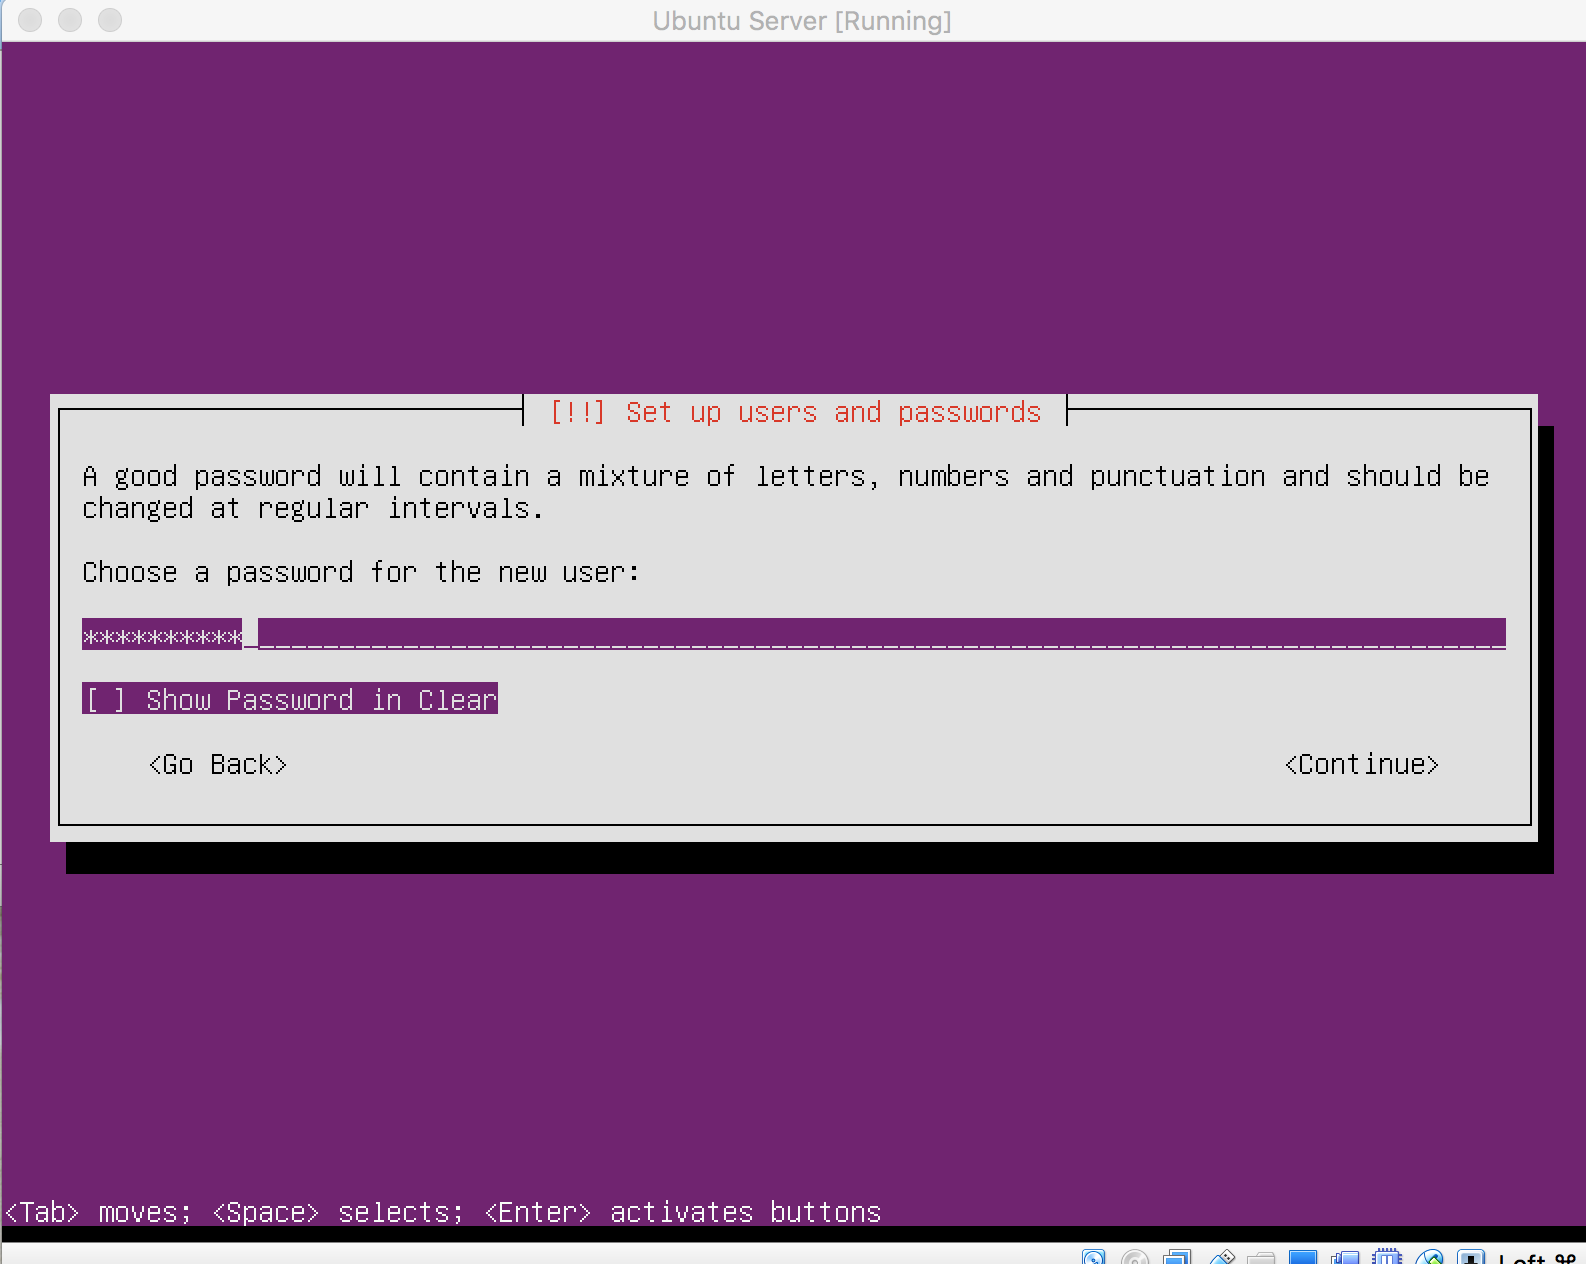 Ubuntu Server [Running]
[!!] Set up users and passwords
A good password will contain a mixture of letters, numbers and punctuation and should be
changed at regular intervals.
Choose a password for the new user:
**********
[ ] Show Password in Clear
<Go Back> <Continue>
<Tab> moves; <Space> selects; <Enter> activates buttons
Left ⌘